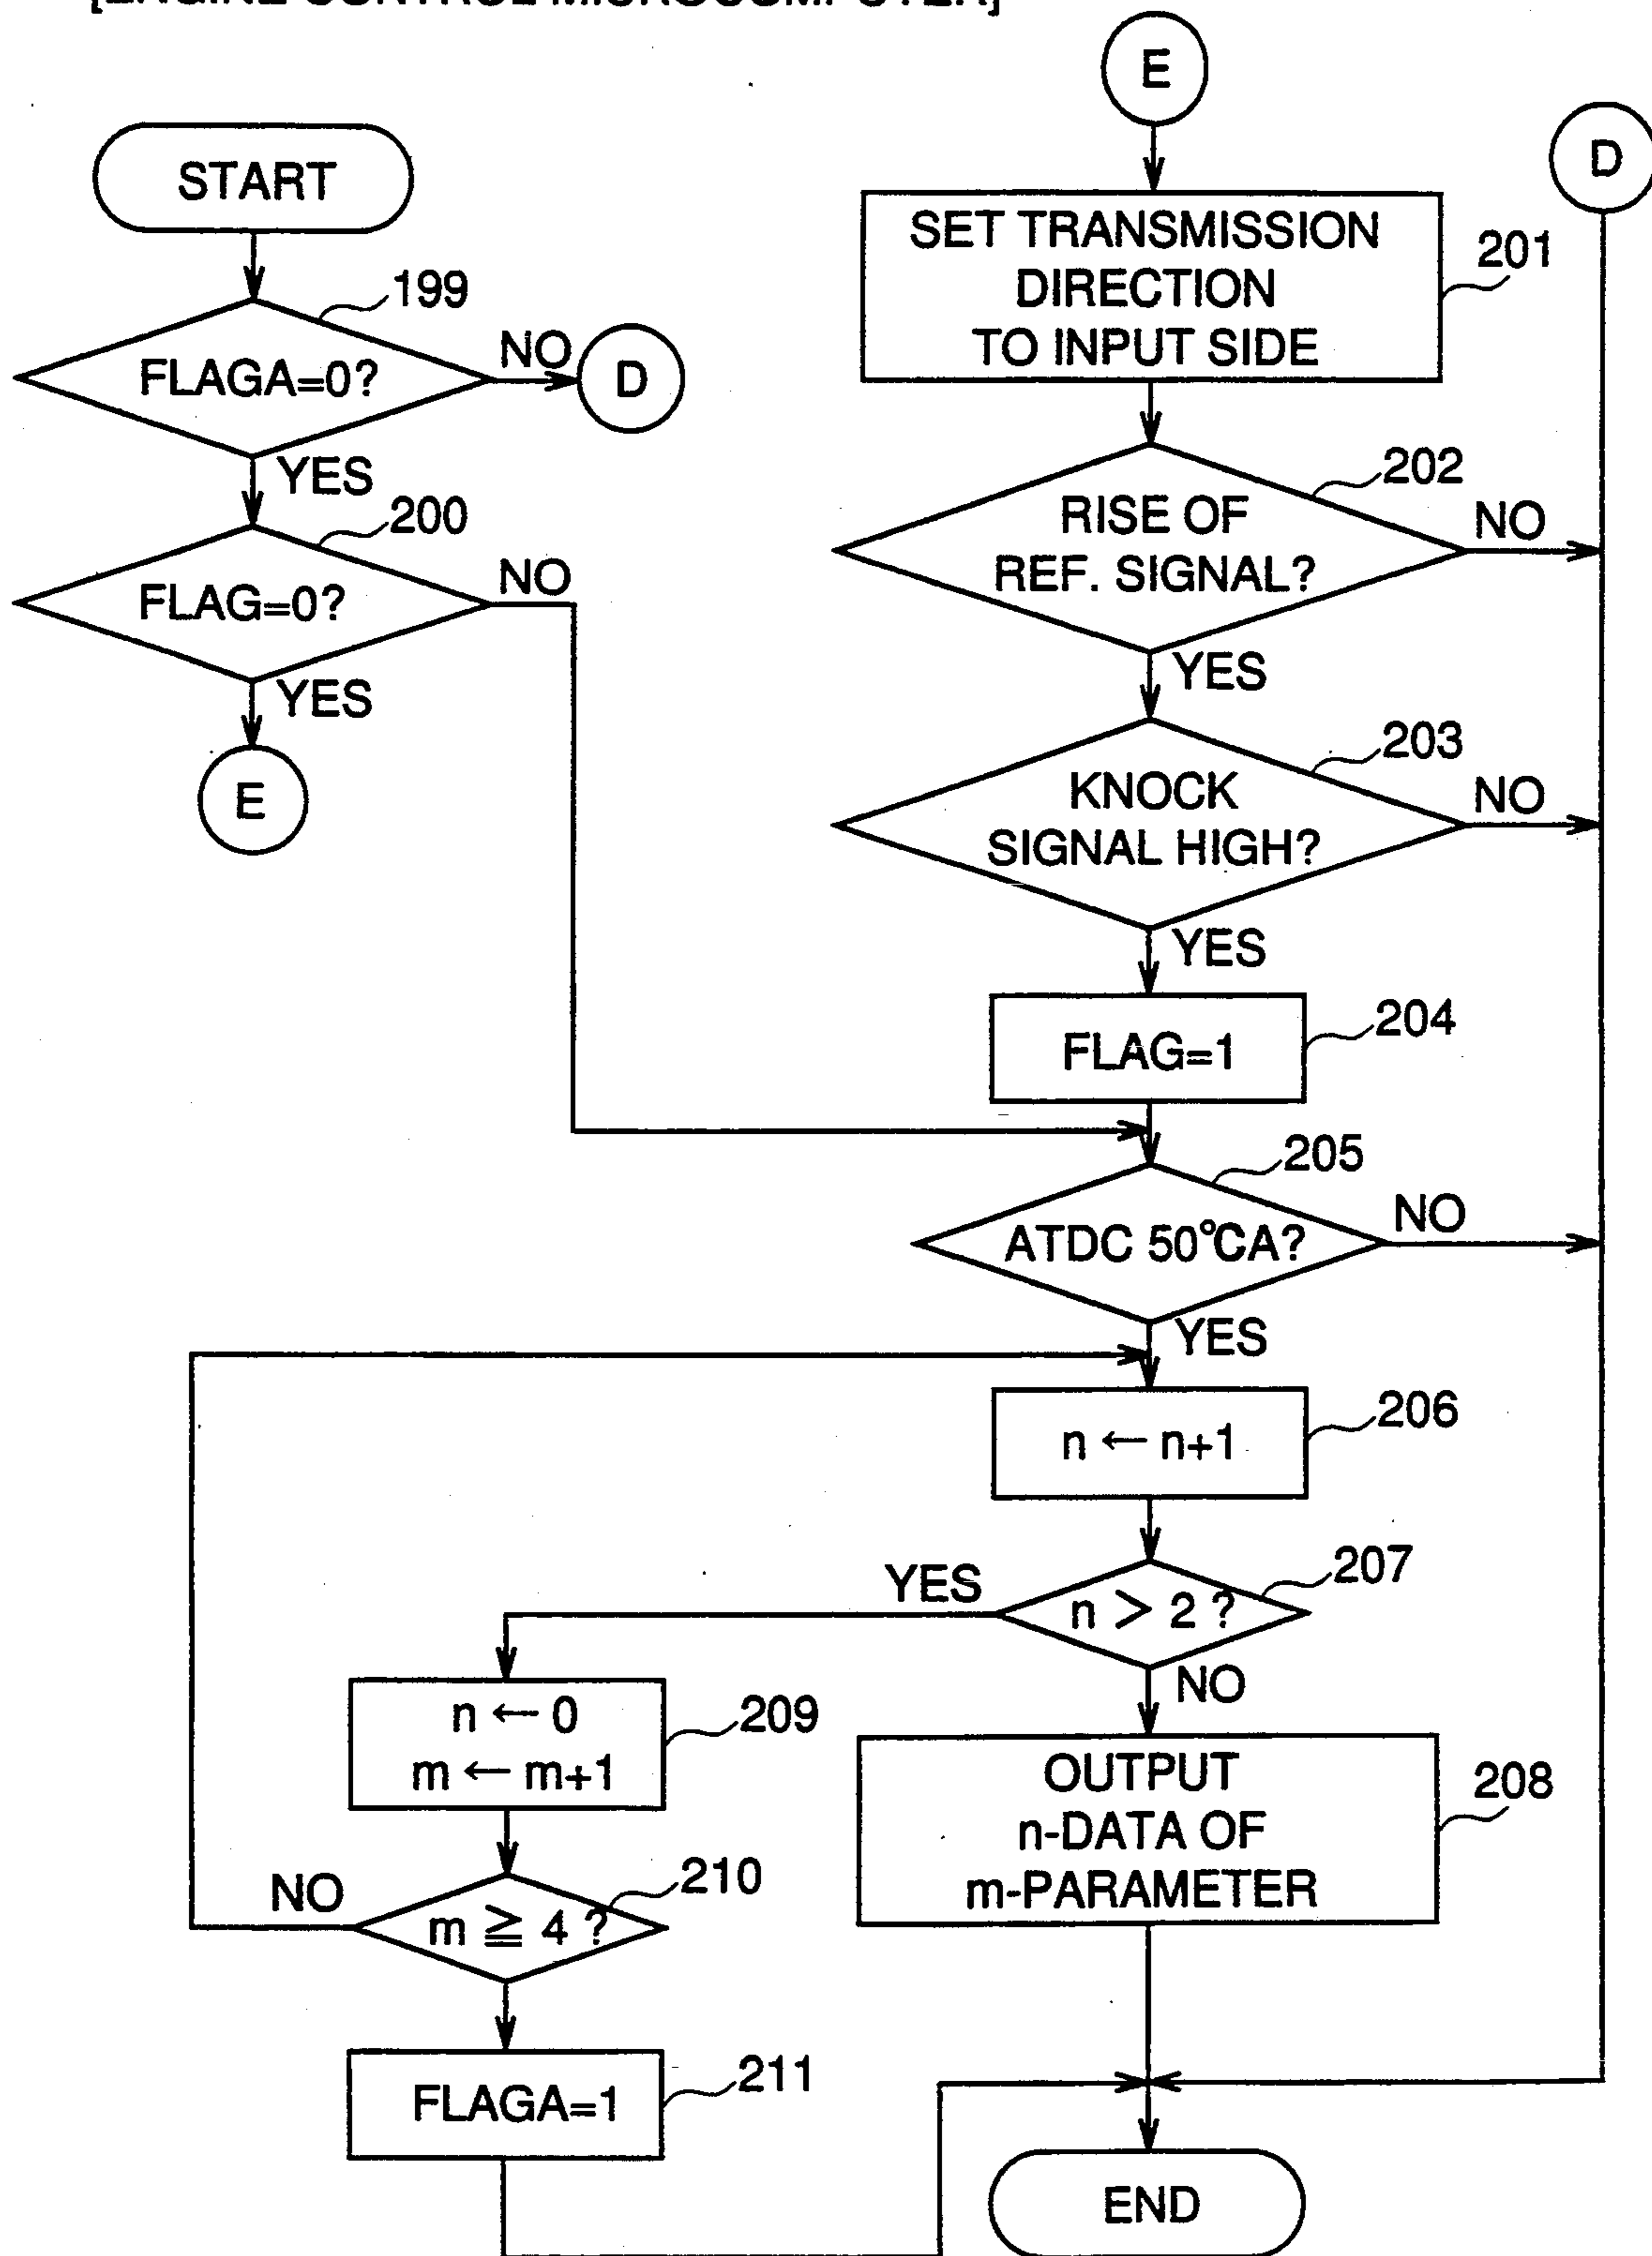 [ENGINE CONTROL MICROCOMPUTER]
START
199
FLAGA=0?
NO
D
YES
200
FLAG=0?
NO
YES
E
E
D
SET TRANSMISSION
DIRECTION
TO INPUT SIDE
201
202
RISE OF
REF. SIGNAL?
NO
YES
203
KNOCK
SIGNAL HIGH?
NO
YES
FLAG=1
204
205
ATDC 50°CA?
NO
YES
n ← n+1
206
207
n > 2 ?
YES
NO
n ← 0
m ← m+1
209
OUTPUT
n-DATA OF
m-PARAMETER
208
210
m ≧ 4 ?
NO
FLAGA=1
211
END